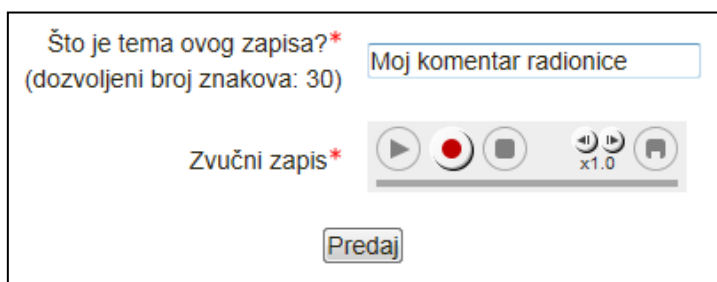 Što je tema ovog zapisa?*
(dozvoljeni broj znakova: 30)
Moj komentar radionice
Zvučni zapis*
x1.0
Predaj